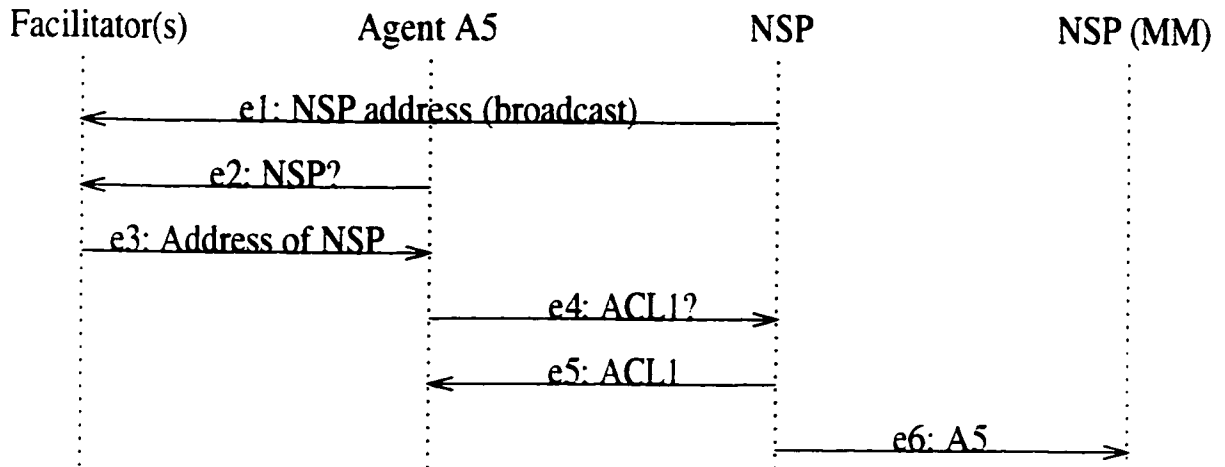 Facilitator(s) Agent A5 NSP NSP (MM)
e1: NSP address (broadcast)
e2: NSP?
e3: Address of NSP
e4: ACL1?
e5: ACL1
e6: A5